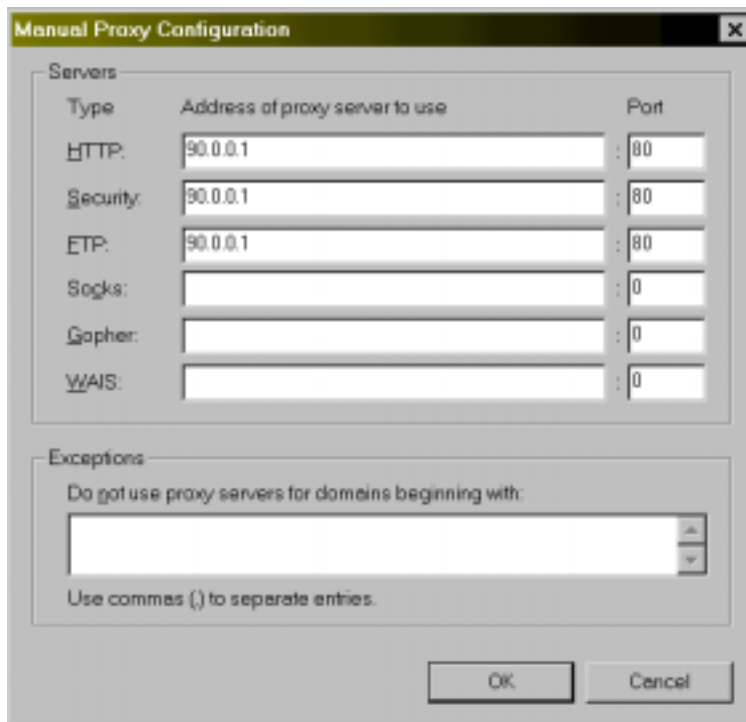 Manual Proxy Configuration
Servers
Type Address of proxy server to use Port
HTTP: 90.0.0.1 : 80
Security: 90.0.0.1 : 80
FTP: 90.0.0.1 : 80
Socks: : 0
Gopher: : 0
WAIS: : 0
Exceptions
Do not use proxy servers for domains beginning with:
Use commas (,) to separate entries.
OK Cancel